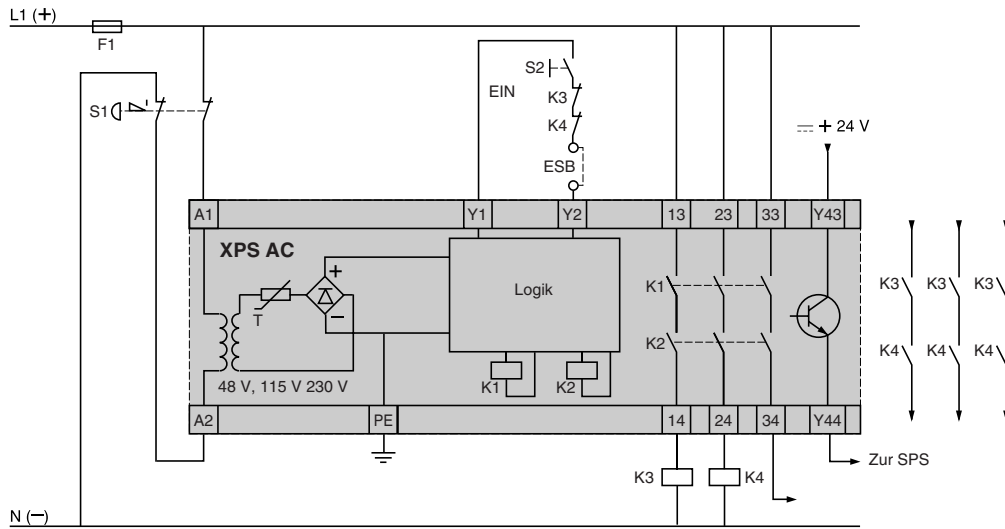 L1 (+)
F1
S2
EIN
K3
S1
K4
+ 24 V
ESB
A1 Y1 Y2 13 23 33 Y43
XPS AC
+
Logik
K1
K3 K3 K3
T
−
K2
K4 K4 K4
48 V, 115 V 230 V
K1 K2
A2 PE 14 24 34 Y44
Zur SPS
K3 K4
N (−)